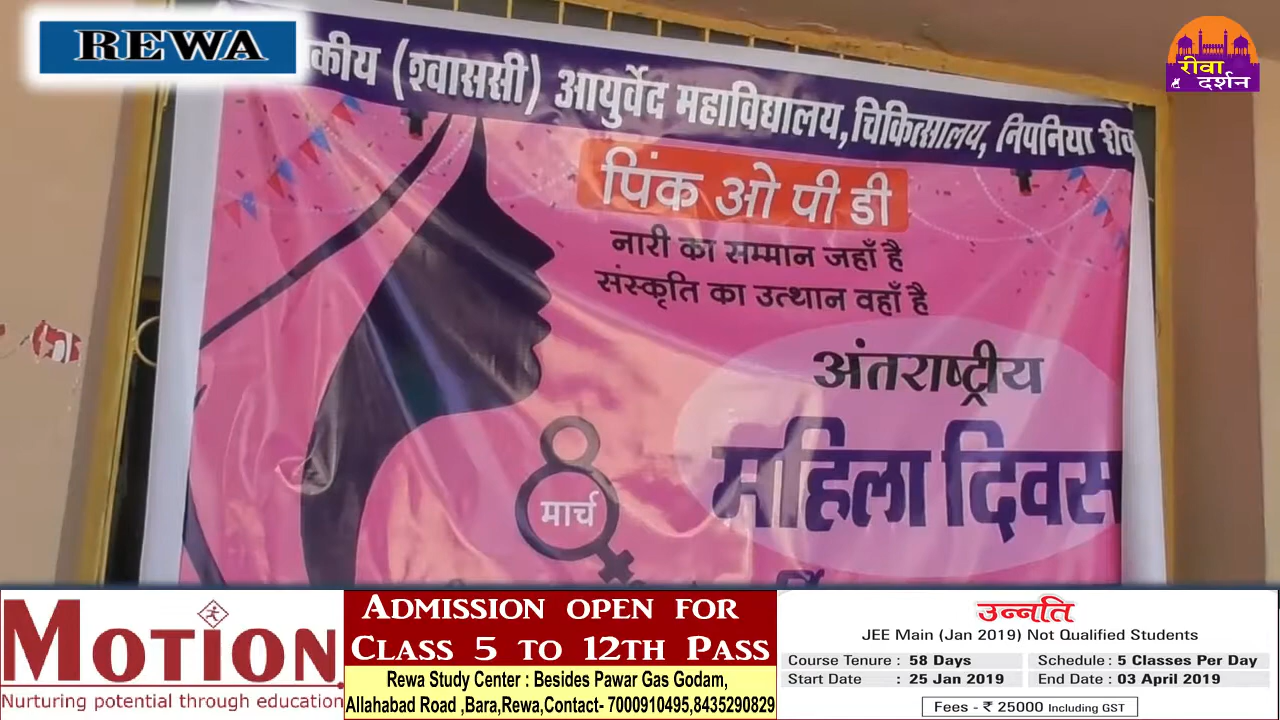 REWA
रीवा
दर्शन
कीय (श्वाससी) आयुर्वेद महाविद्यालय, चिकित्सालय, निपनिया रीव
पिंक ओ पी डी
नारी का सम्मान जहाँ है
संस्कृति का उत्थान वहाँ है
अंतराष्ट्रीय
महिला दिवस
8
मार्च
MOTION
Nurturing potential through education
ADMISSION OPEN FOR
CLASS 5 TO 12TH PASS
Rewa Study Center : Besides Pawar Gas Godam,
Allahabad Road ,Bara,Rewa,Contact- 7000910495,8435290829
उन्नति
JEE Main (Jan 2019) Not Qualified Students
Course Tenure : 58 Days
Schedule : 5 Classes Per Day
Start Date : 25 Jan 2019
End Date : 03 April 2019
Fees - ₹ 25000 Including GST